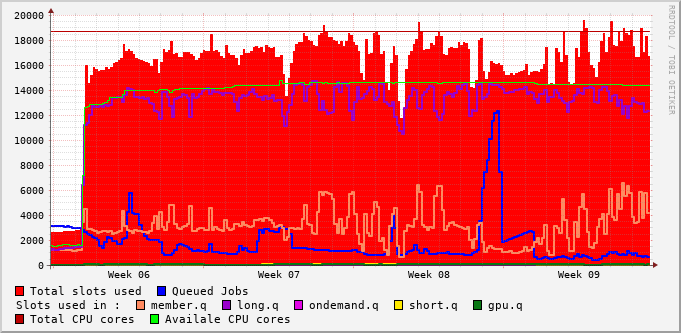 20000
18000
16000
14000
12000
10000
8000
6000
4000
2000
0
Week 06 Week 07 Week 08 Week 09
RRDTOOL / TOBI OETIKER
Total slots used Queued Jobs
Slots used in : member.q long.q ondemand.q short.q gpu.q
Total CPU cores Availale CPU cores